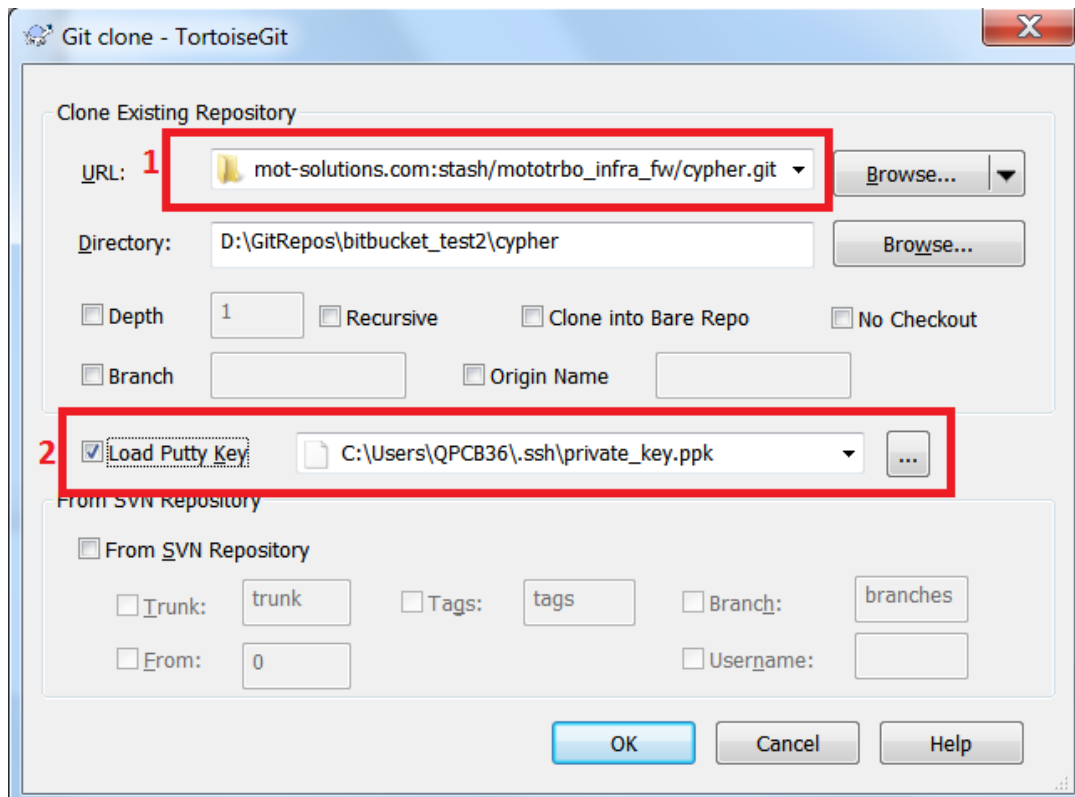 Git clone - TortoiseGit
Clone Existing Repository
URL: 1 mot-solutions.com:stash/mototrbo_infra_fw/cypher.git Browse...
Directory: D:\GitRepos\bitbucket_test2\cypher Browse...
Depth 1 Recursive Clone into Bare Repo No Checkout
Branch Origin Name
2 Load Putty Key C:\Users\QPCB36\.ssh\private_key.ppk ...
From SVN Repository
From SVN Repository
Trunk: trunk Tags: tags Branch: branches
From: 0 Username:
OK Cancel Help